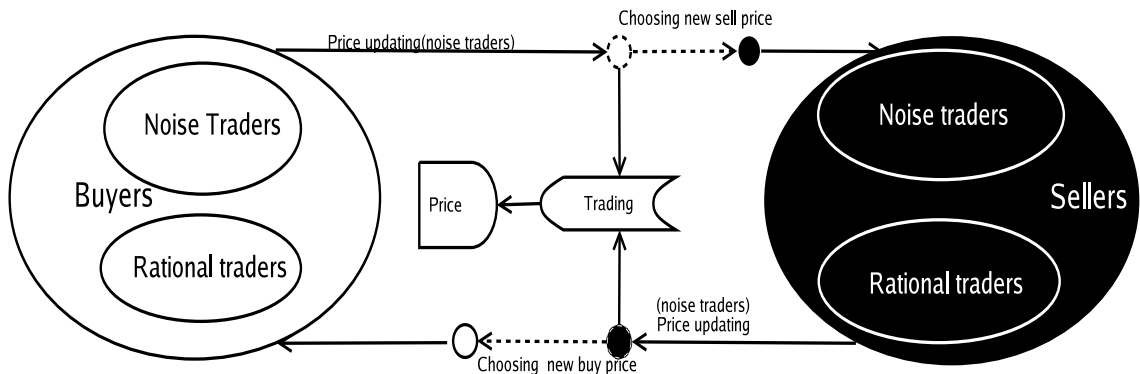 Choosing new sell price
Price updating(noise traders)
Noise Traders
Buyers
Rational traders
Price
Trading
Noise traders
Sellers
Rational traders
(noise traders)
Price updating
Choosing new buy price